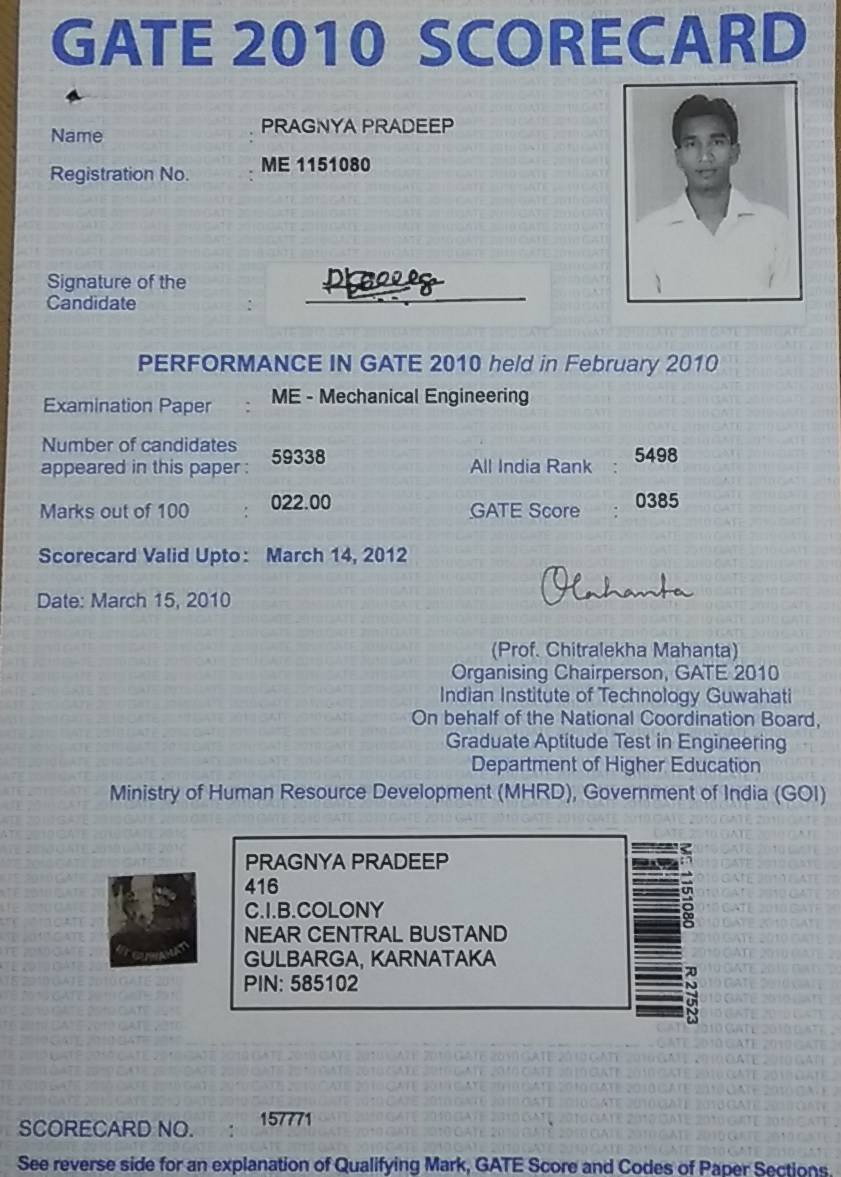 GATE 2010 SCORECARD
Name : PRAGNYA PRADEEP
Registration No. : ME 1151080
Signature of the
Candidate :
PERFORMANCE IN GATE 2010 held in February 2010
Examination Paper : ME - Mechanical Engineering
Number of candidates
appeared in this paper : 59338 All India Rank : 5498
Marks out of 100 : 022.00 GATE Score : 0385
Scorecard Valid Upto: March 14, 2012
Date: March 15, 2010
(Prof. Chitralekha Mahanta)
Organising Chairperson, GATE 2010
Indian Institute of Technology Guwahati
On behalf of the National Coordination Board,
Graduate Aptitude Test in Engineering
Department of Higher Education
Ministry of Human Resource Development (MHRD), Government of India (GOI)
PRAGNYA PRADEEP
416
C.I.B.COLONY
NEAR CENTRAL BUSTAND
GULBARGA, KARNATAKA
PIN: 585102
ME 1151080 R 27523
IIT GUWAHATI
SCORECARD NO. : 157771
See reverse side for an explanation of Qualifying Mark, GATE Score and Codes of Paper Sections.